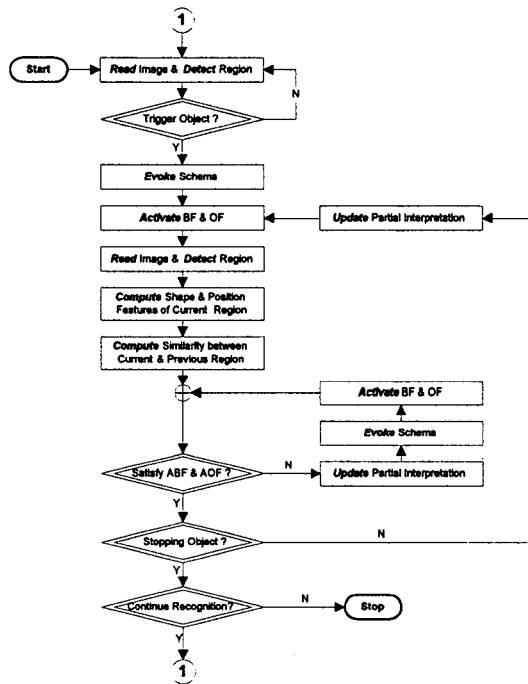 1
Start
Read Image & Detect Region
N
Trigger Object ?
Y
Evoke Schema
Activate BF & OF
Update Partial Interpretation
Read Image & Detect Region
Compute Shape & Position
Features of Current Region
Compute Similarity between
Current & Previous Region
Activate BF & OF
Evoke Schema
Satisfy ABF & AOF ?
N
Update Partial Interpretation
Y
Stopping Object ?
N
Y
Continue Recognition?
N
Stop
Y
1